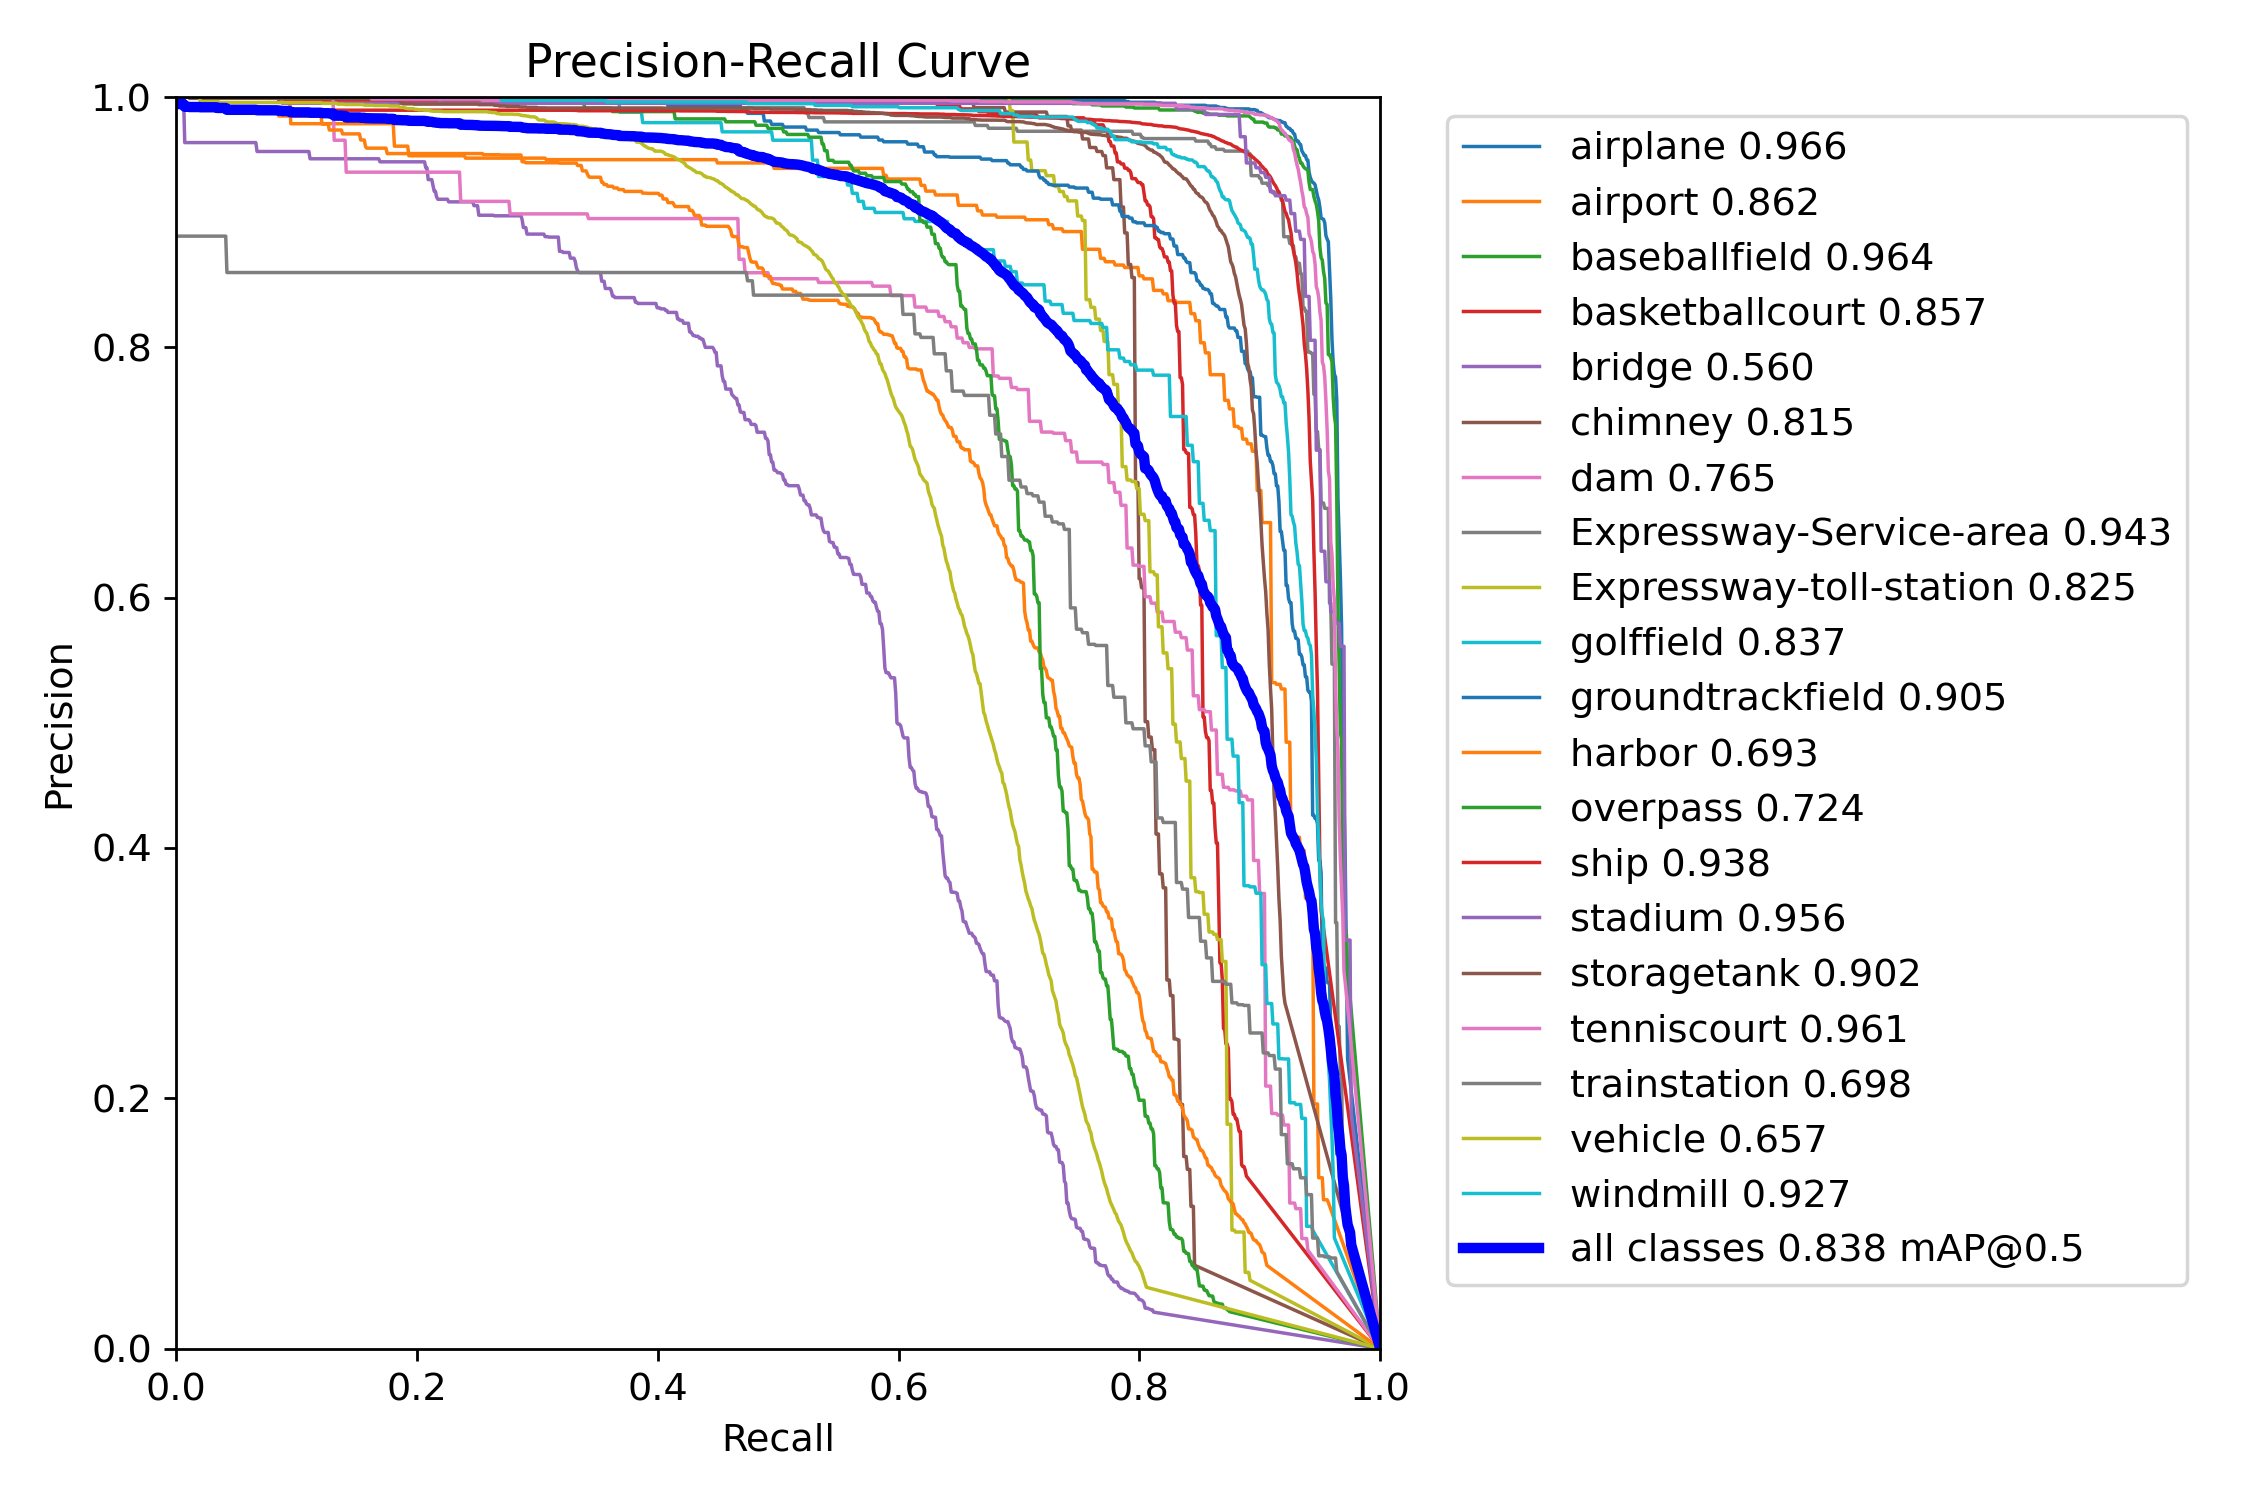 Precision-Recall Curve
1.0
0.8
0.6
0.4
0.2
0.0
Precision
0.0 0.2 0.4 0.6 0.8 1.0
Recall
airplane 0.966
airport 0.862
baseballfield 0.964
basketballcourt 0.857
bridge 0.560
chimney 0.815
dam 0.765
Expressway-Service-area 0.943
Expressway-toll-station 0.825
golffield 0.837
groundtrackfield 0.905
harbor 0.693
overpass 0.724
ship 0.938
stadium 0.956
storagetank 0.902
tenniscourt 0.961
trainstation 0.698
vehicle 0.657
windmill 0.927
all classes 0.838 mAP@0.5